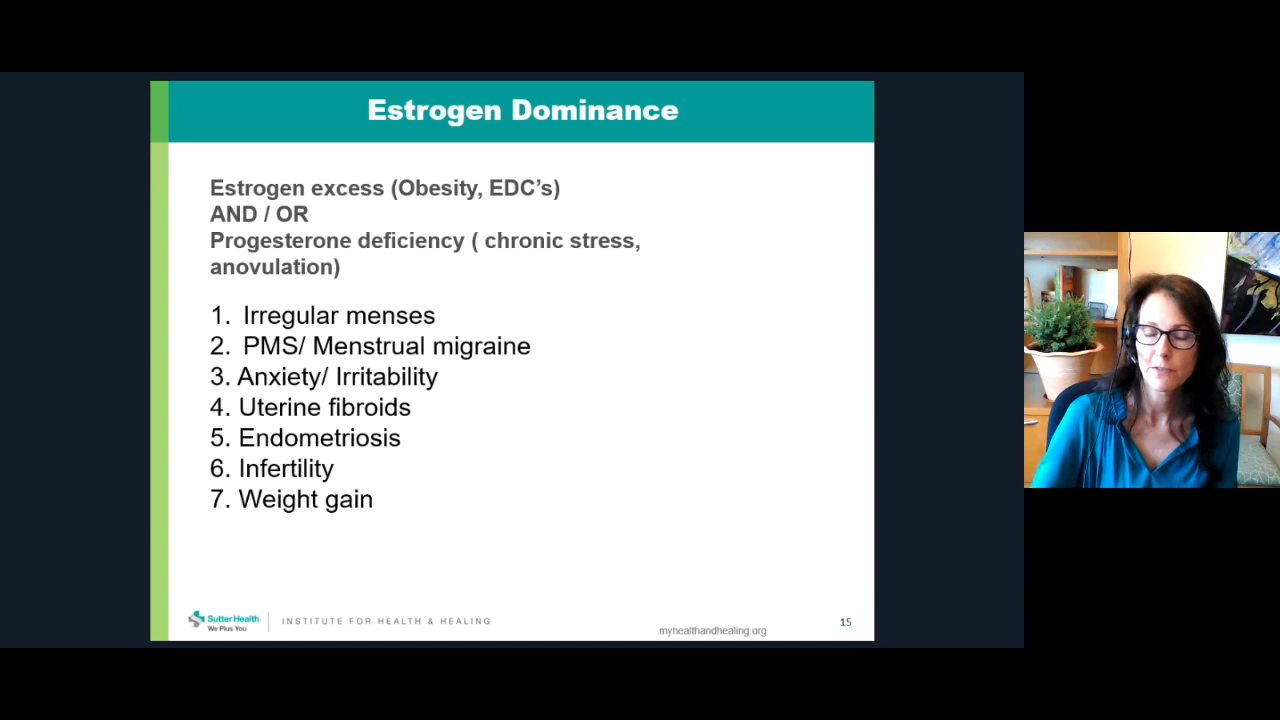 Estrogen Dominance
Estrogen excess (Obesity, EDC’s)
AND / OR
Progesterone deficiency ( chronic stress,
anovulation)
1. Irregular menses
2. PMS/ Menstrual migraine
3. Anxiety/ Irritability
4. Uterine fibroids
5. Endometriosis
6. Infertility
7. Weight gain
Sutter Health
We Plus You
INSTITUTE FOR HEALTH & HEALING
myhealthandhealing.org
15